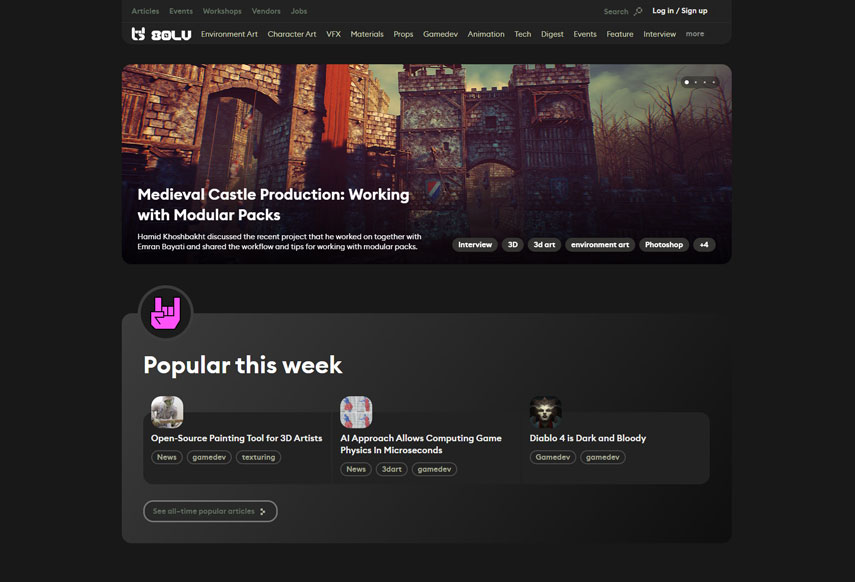 Articles Events Workshops Vendors Jobs Search Log in / Sign up
80LV Environment Art Character Art VFX Materials Props Gamedev Animation Tech Digest Events Feature Interview more
Medieval Castle Production: Working
with Modular Packs
Hamid Khoshbakht discussed the recent project that he worked on together with
Emran Bayati and shared the workflow and tips for working with modular packs.
Interview 3D 3d art environment art Photoshop +4
Popular this week
Open-Source Painting Tool for 3D Artists
News gamedev texturing
AI Approach Allows Computing Game
Physics In Microseconds
News 3dart gamedev
Diablo 4 is Dark and Bloody
Gamedev gamedev
See all-time popular articles